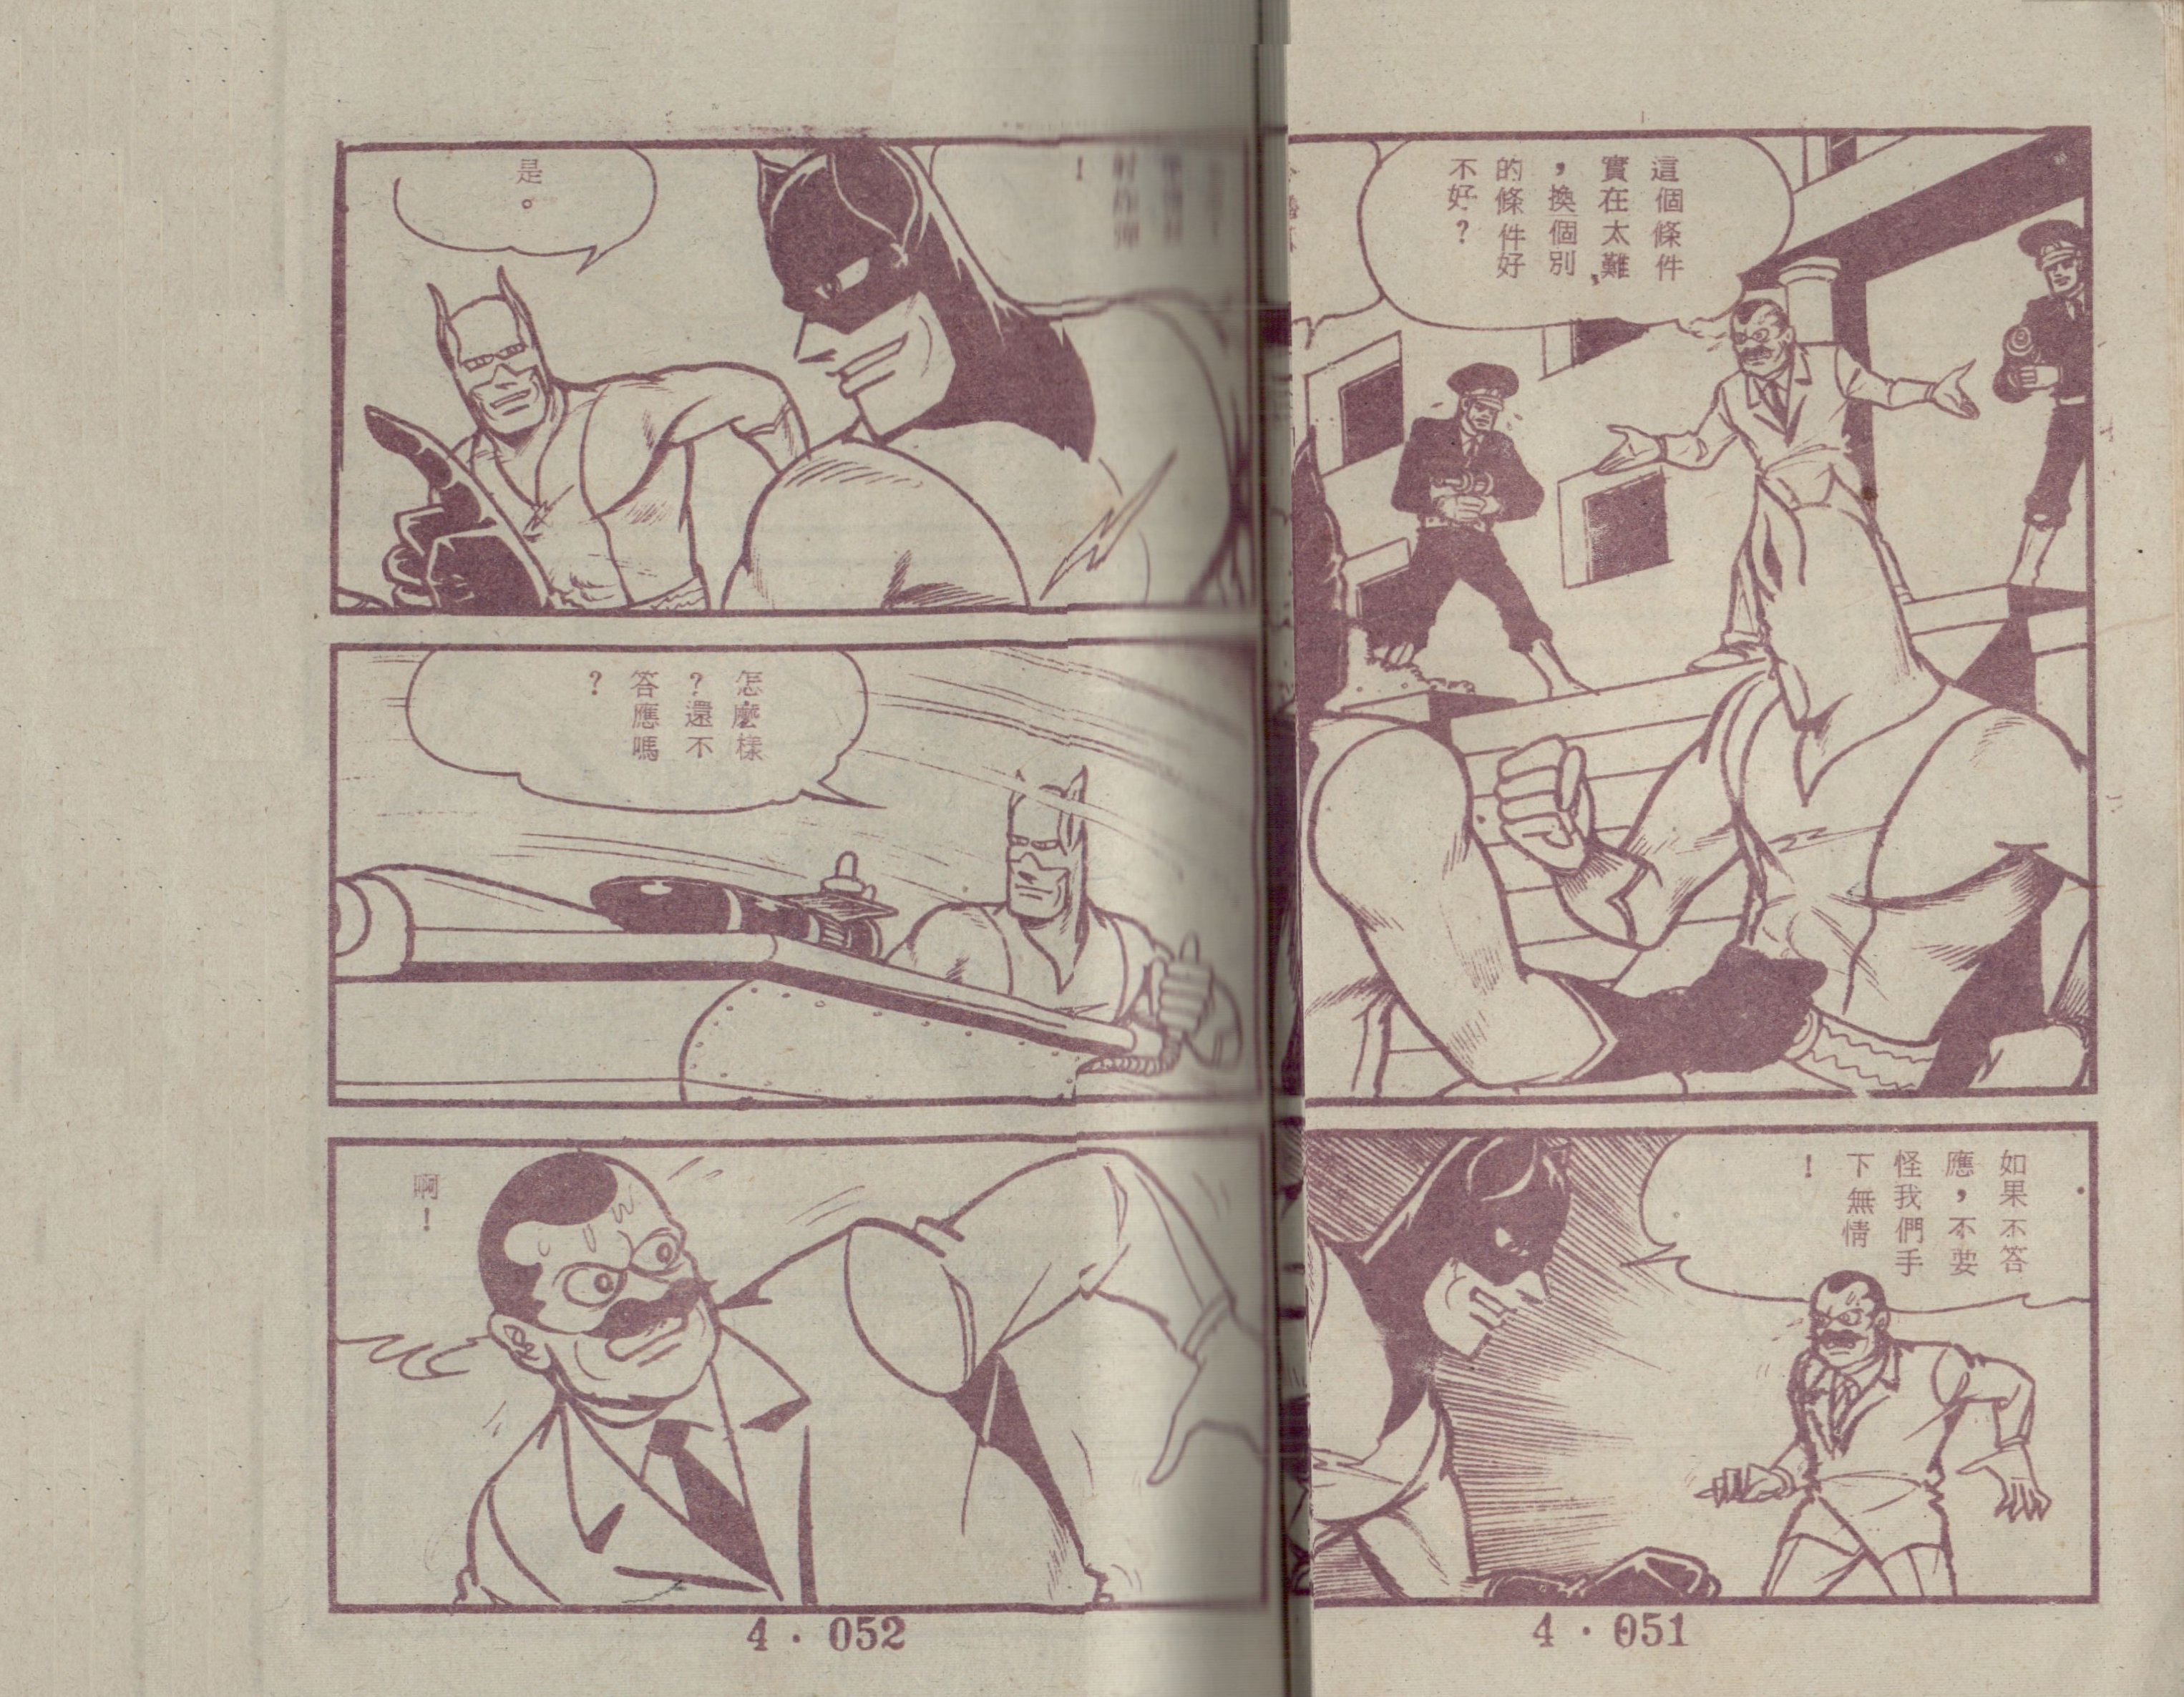 這個條件
實在太難
，換個別
的條件好
不好？
如果不答
應，不要
怪我們手
下無情
！
4・051
！
是。
怎麼樣
？還不
答應嗎
？
啊！
4・052